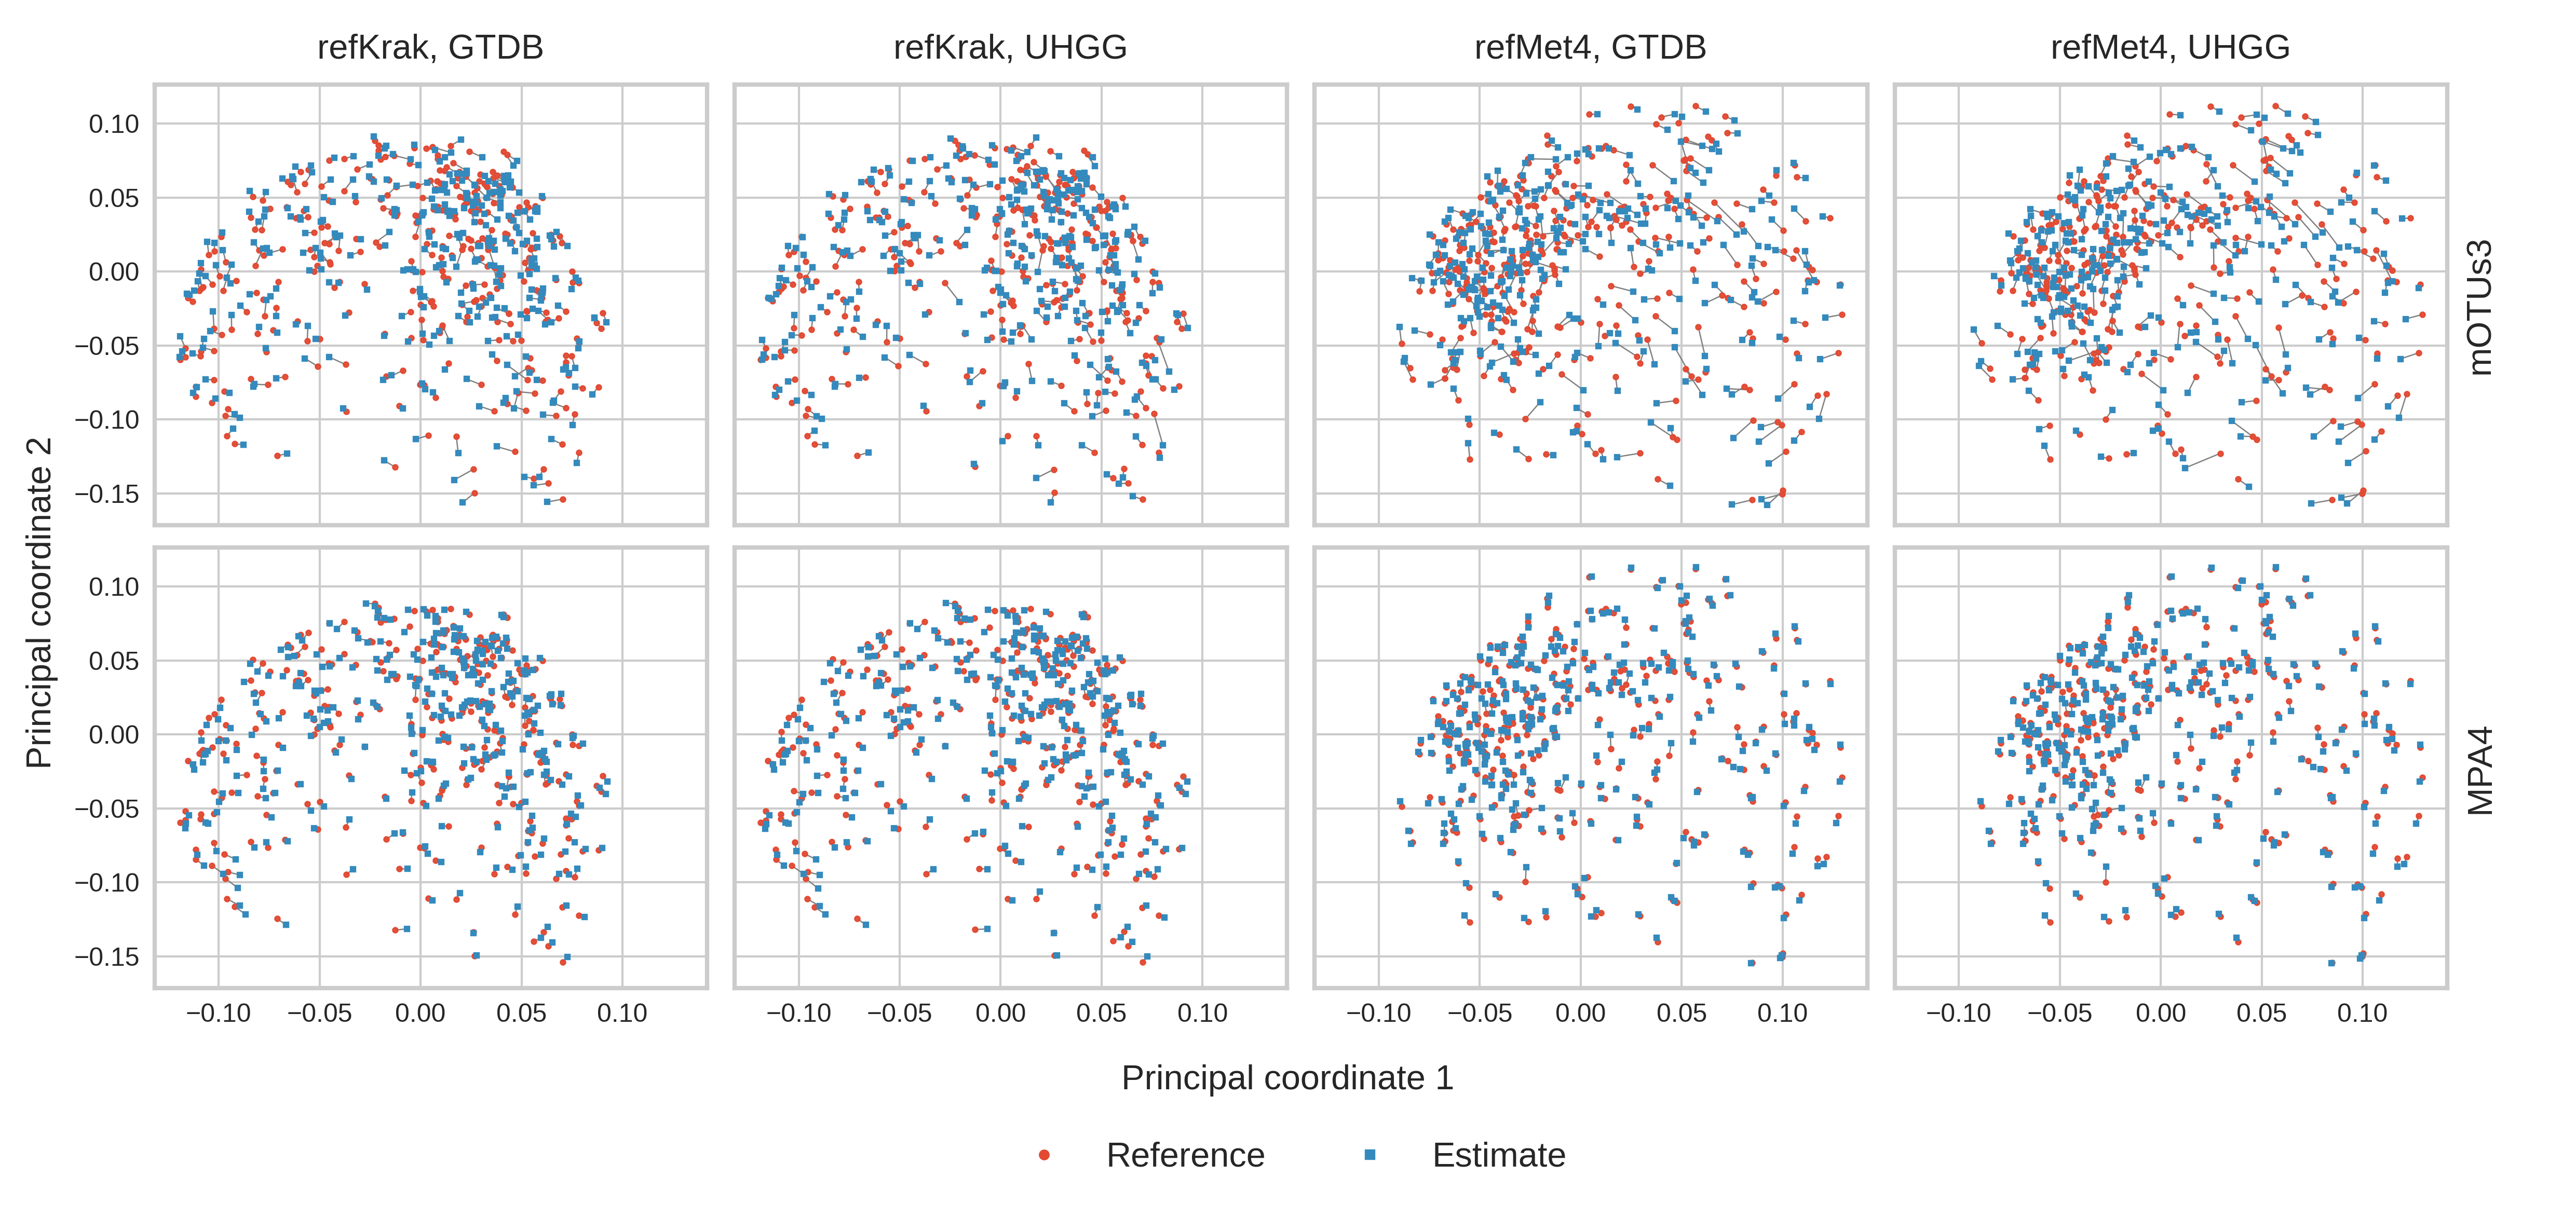 refKrak, GTDB
refKrak, UHGG
refMet4, GTDB
refMet4, UHGG
0.10
0.05
0.00
−0.05
−0.10
−0.15
mOTUs3
Principal coordinate 2
0.10
0.05
0.00
−0.05
−0.10
−0.15
MPA4
−0.10 −0.05 0.00 0.05 0.10
−0.10 −0.05 0.00 0.05 0.10
−0.10 −0.05 0.00 0.05 0.10
−0.10 −0.05 0.00 0.05 0.10
Principal coordinate 1
Reference
Estimate